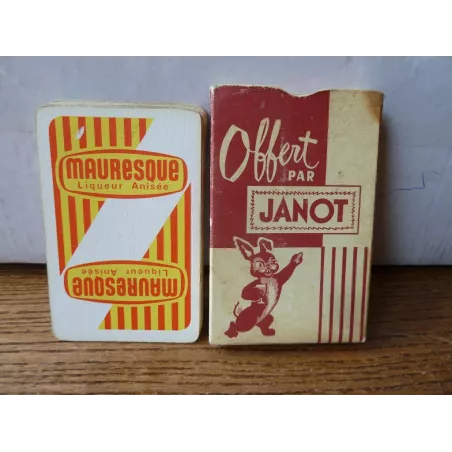 MAURESQUE
Liqueur Anisée
MAURESQUE
Liqueur Anisée
Offert
PAR
JANOT